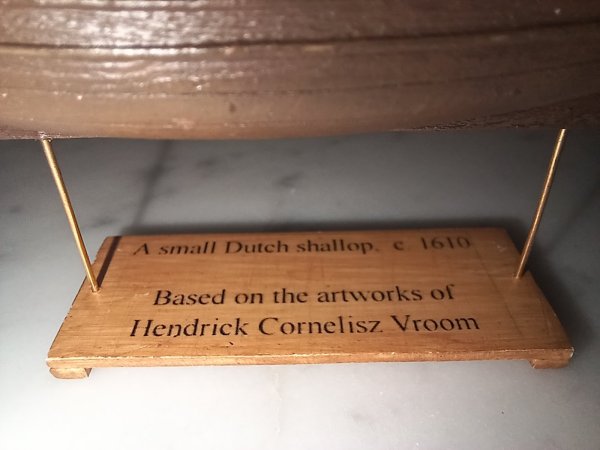 A small Dutch shallop, c. 1610
Based on the artworks of
Hendrick Cornelisz Vroom